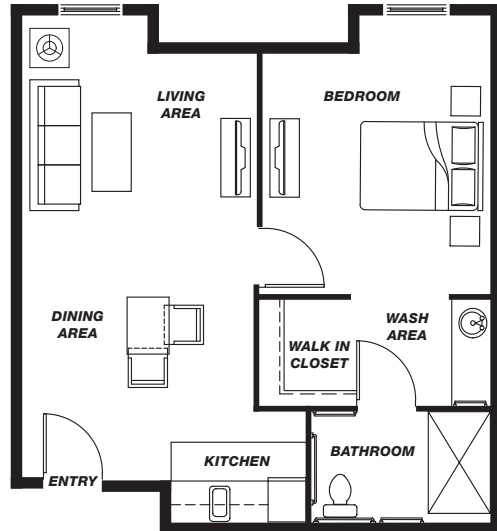 LIVING
AREA
BEDROOM
DINING
AREA
WASH
AREA
WALK IN
CLOSET
BATHROOM
KITCHEN
ENTRY